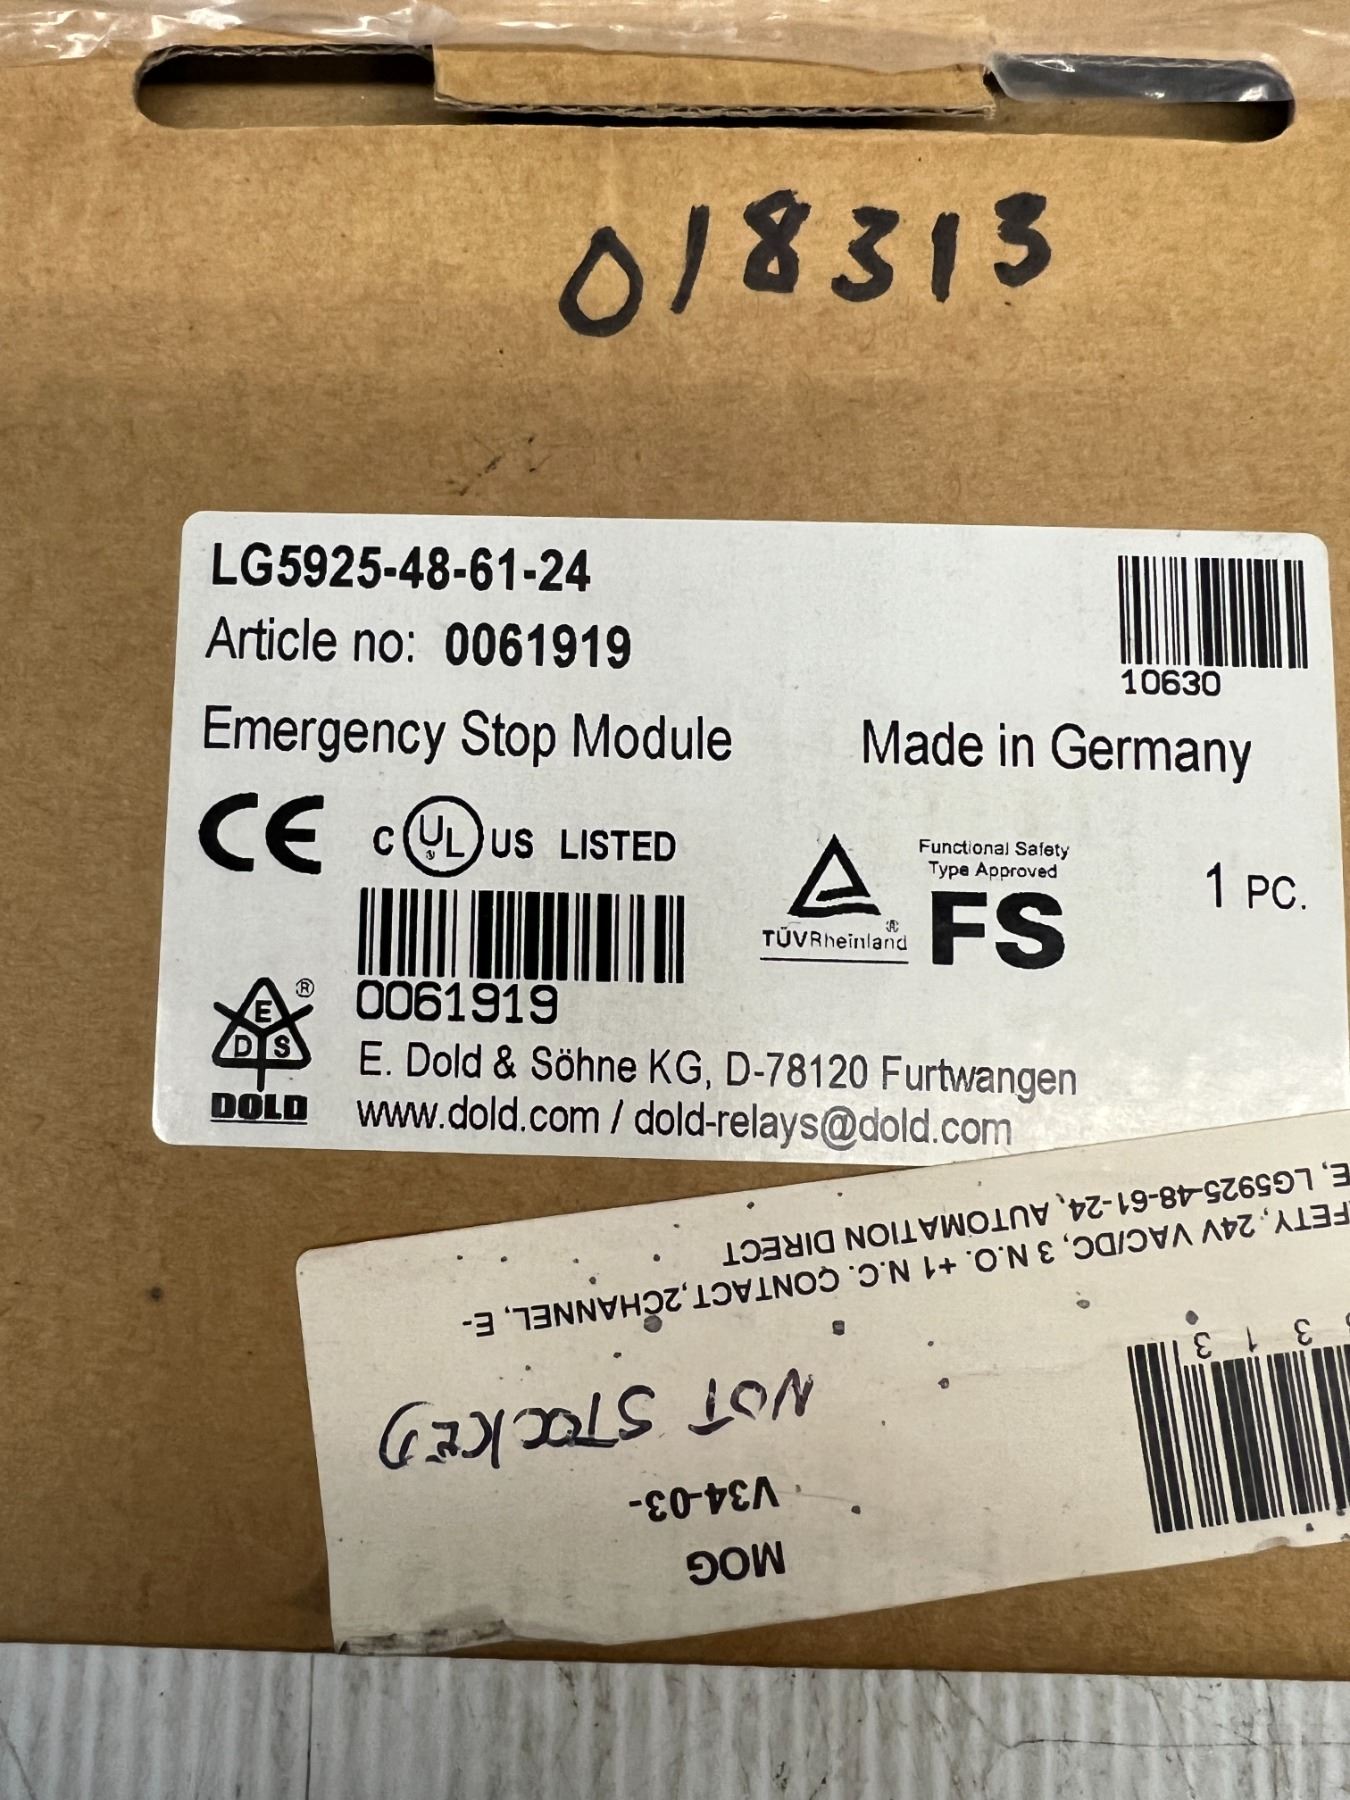 018313
LG5925-48-61-24
10630
Article no: 0061919
Emergency Stop Module
Made in Germany
CE
C UL US LISTED
Functional Safety
Type Approved
FS
TÜVRheinland ®
1 PC.
0061919
E D S ®
DOLD
E. Dold & Söhne KG, D-78120 Furtwangen
www.dold.com / dold-relays@dold.com
MOG
V34-03-
NOT STOCKED
3 1 3
FETY, 24V VAC/DC, 3 N.O. +1 N.C. CONTACT,2CHANNEL, E-
E, LG5925-48-61-24, AUTOMATION DIRECT